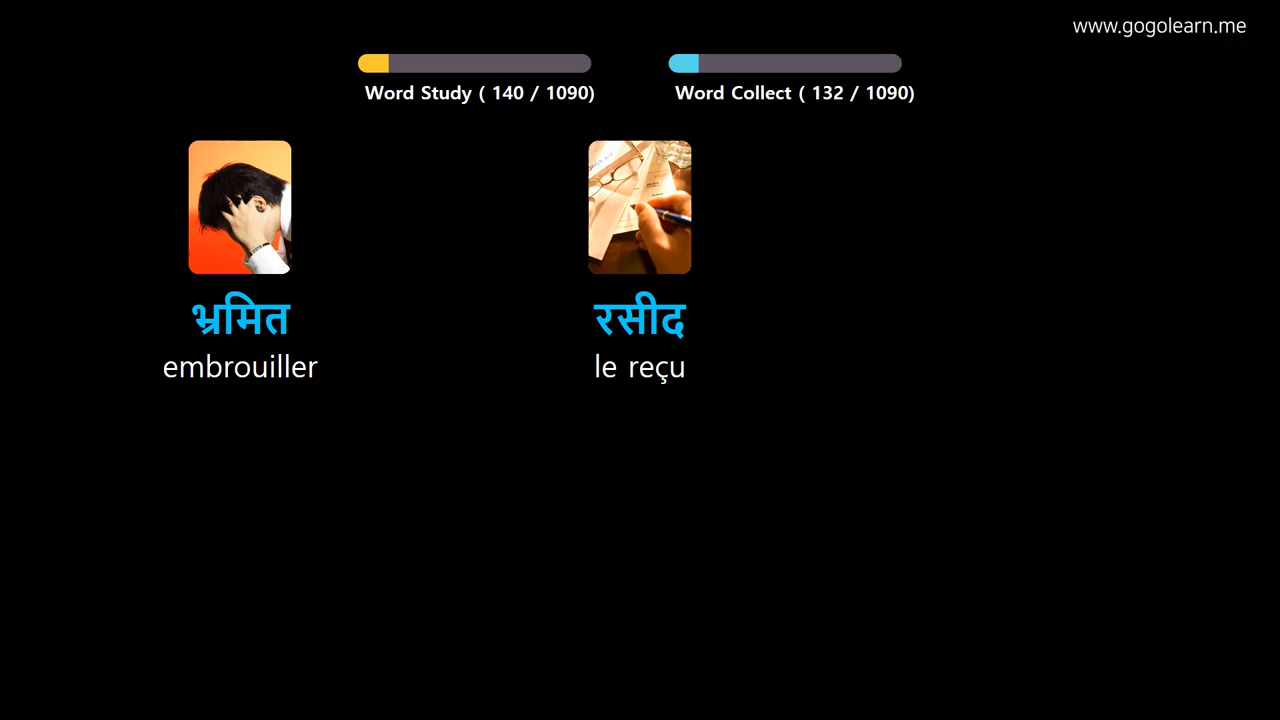 www.gogolearn.me
Word Study ( 140 / 1090)
Word Collect ( 132 / 1090)
भ्रमित
embrouiller
रसीद
le reçu